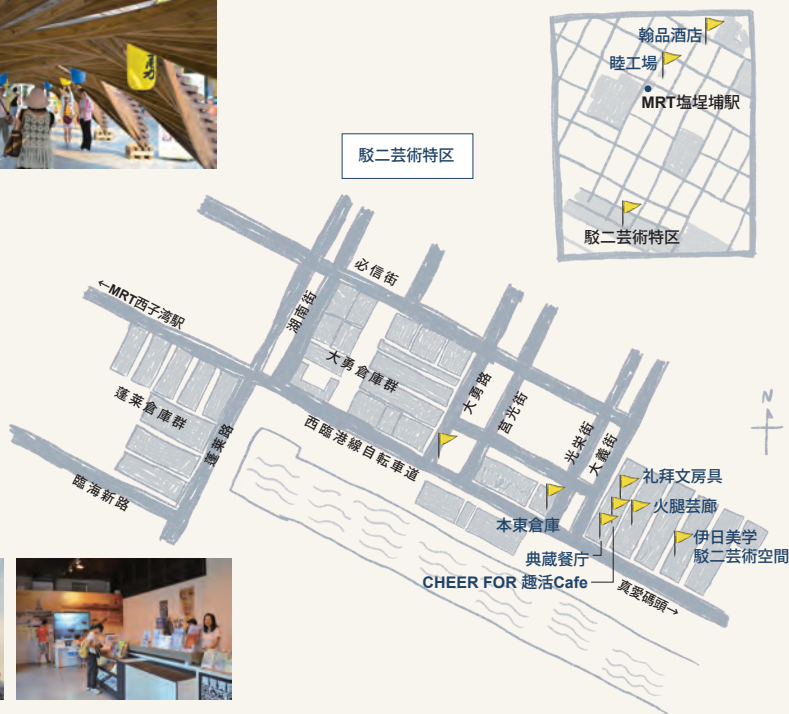 翰品酒店
睦工場
MRT塩埕埔駅
駁二芸術特区
駁二芸術特区
必信街
←MRT西子湾駅
湖南街
大勇倉庫群
大勇路
莒光街
蓬莱倉庫群
蓬莱路
西臨港線自転車道
光栄街
大義街
臨海新路
N
礼拜文房具
火腿芸廊
本東倉庫
伊日美学
駁二芸術空間
典蔵餐庁
CHEER FOR 趣活Cafe
真愛碼頭→